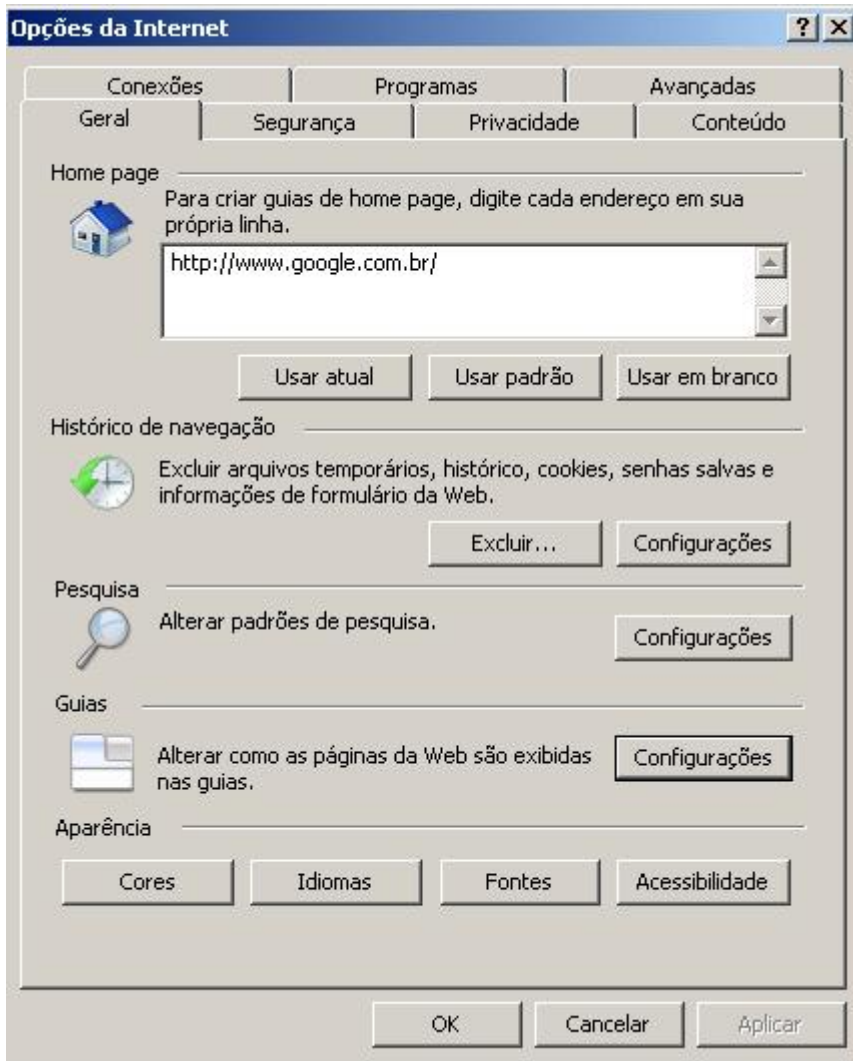 Opções da Internet
Conexões Programas Avançadas
Geral Segurança Privacidade Conteúdo
Home page
Para criar guias de home page, digite cada endereço em sua
própria linha.
http://www.google.com.br/
Usar atual Usar padrão Usar em branco
Histórico de navegação
Excluir arquivos temporários, histórico, cookies, senhas salvas e
informações de formulário da Web.
Excluir... Configurações
Pesquisa
Alterar padrões de pesquisa.
Configurações
Guias
Alterar como as páginas da Web são exibidas
nas guias.
Configurações
Aparência
Cores Idiomas Fontes Acessibilidade
OK Cancelar Aplicar